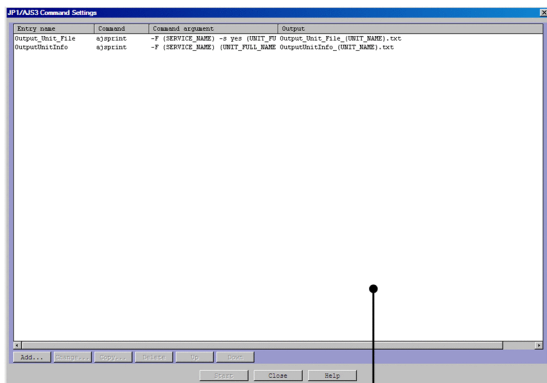 JP1/AJS3 Command Settings
Entry name Command Command argument Output
Output_Unit_File ajsprint -F (SERVICE_NAME) -s yes (UNIT_FU Output_Unit_File_(UNIT_NAME).txt
OutputUnitInfo ajsprint -F (SERVICE_NAME) (UNIT_FULL_NAME OutputUnitInfo_(UNIT_NAME).txt
Add... Change... Copy... Delete Up Down
Start Close Help